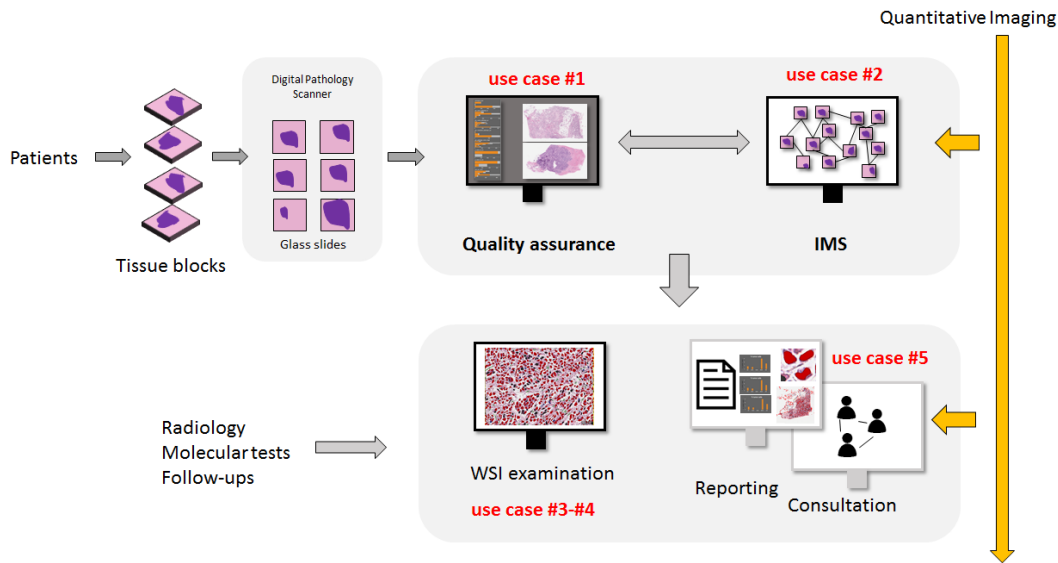 Quantitative Imaging
Digital Pathology
Scanner
use case #1
use case #2
Patients
Glass slides
Quality assurance
IMS
Tissue blocks
use case #5
Radiology
Molecular tests
Follow-ups
WSI examination
Reporting
Consultation
use case #3-#4